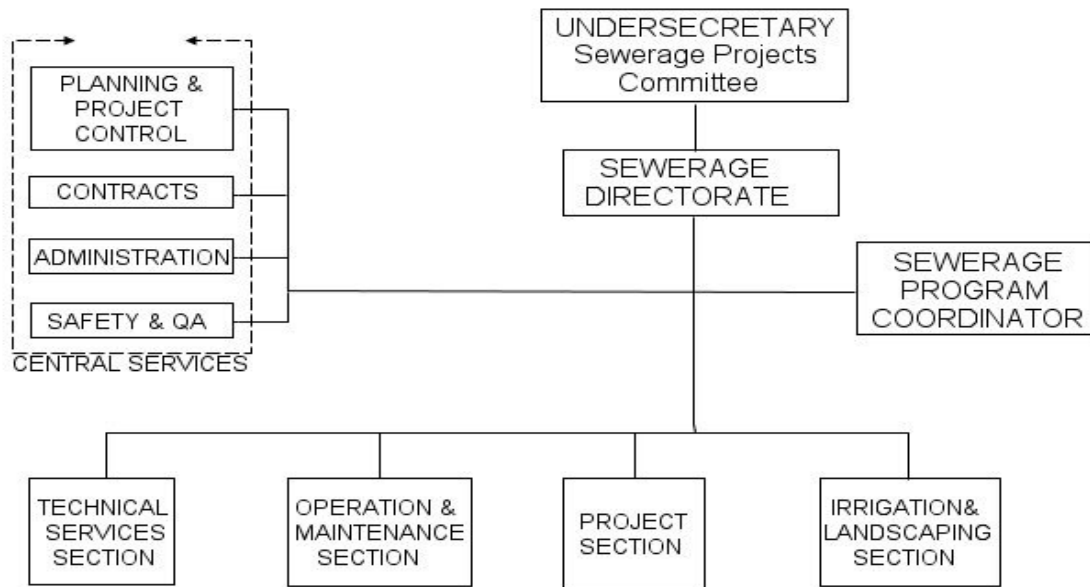 UNDERSECRETARY
Sewerage Projects
Committee
PLANNING &
PROJECT
CONTROL
CONTRACTS
ADMINISTRATION
SAFETY & QA
CENTRAL SERVICES
SEWERAGE
DIRECTORATE
SEWERAGE
PROGRAM
COORDINATOR
TECHNICAL
SERVICES
SECTION
OPERATION &
MAINTENANCE
SECTION
PROJECT
SECTION
IRRIGATION&
LANDSCAPING
SECTION